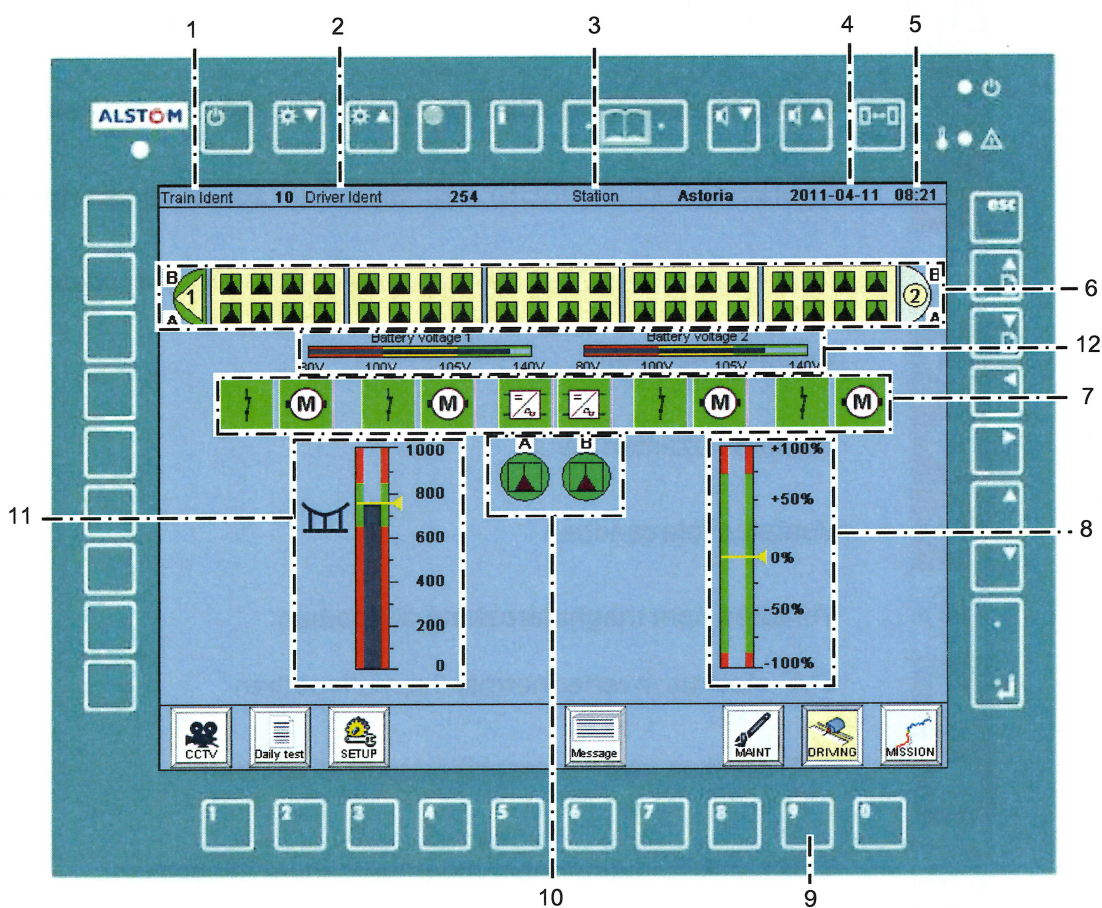 1 2 3 4 5
ALSTOM
i
esc
Train Ident 10 Driver Ident 254 Station Astoria 2011-04-11 08:21
B B
1 2 6
A A
Battery voltage 1 Battery voltage 2
12
80V 100V 105V 140V 80V 100V 105V 140V
M M M M 7
A B
1000 +100%
800 +50%
11 600 0% 8
400 -50%
200 -100%
0
CCTV Daily test SETUP Message MAINT DRIVING MISSION
1 2 3 4 5 6 7 8 9 0
10 9